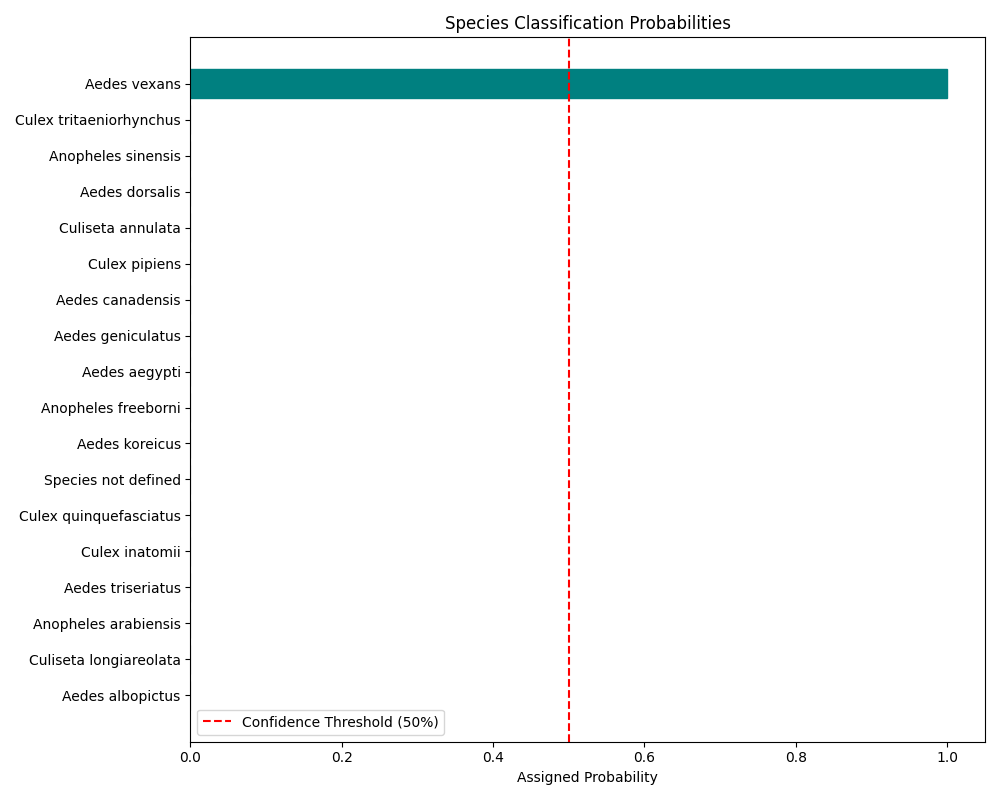 Species Classification Probabilities
Aedes vexans
Culex tritaeniorhynchus
Anopheles sinensis
Aedes dorsalis
Culiseta annulata
Culex pipiens
Aedes canadensis
Aedes geniculatus
Aedes aegypti
Anopheles freeborni
Aedes koreicus
Species not defined
Culex quinquefasciatus
Culex inatomii
Aedes triseriatus
Anopheles arabiensis
Culiseta longiareolata
Aedes albopictus
Confidence Threshold (50%)
0.0 0.2 0.4 0.6 0.8 1.0
Assigned Probability